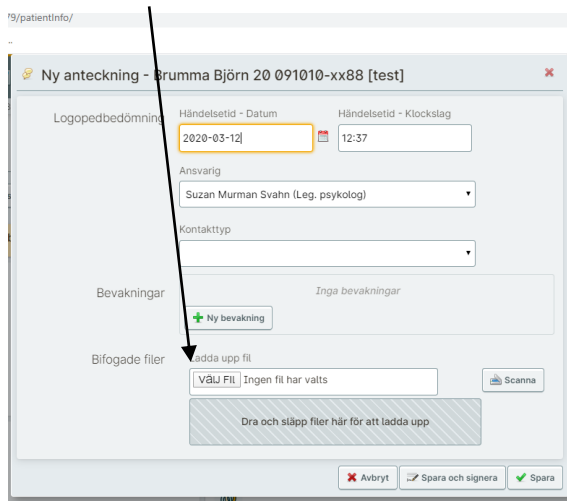 79/patientInfo/
..
Ny anteckning - Brumma Björn 20 091010-xx88 [test]
Logopedbedömning
Händelsetid - Datum
Händelsetid - Klockslag
2020-03-12
12:37
Ansvarig
Suzan Murman Svahn (Leg. psykolog)
Kontakttyp
Bevakningar
Inga bevakningar
Ny bevakning
Bifogade filer
Ladda upp fil
Välj Fil Ingen fil har valts
Scanna
Dra och släpp filer här för att ladda upp
Avbryt
Spara och signera
Spara